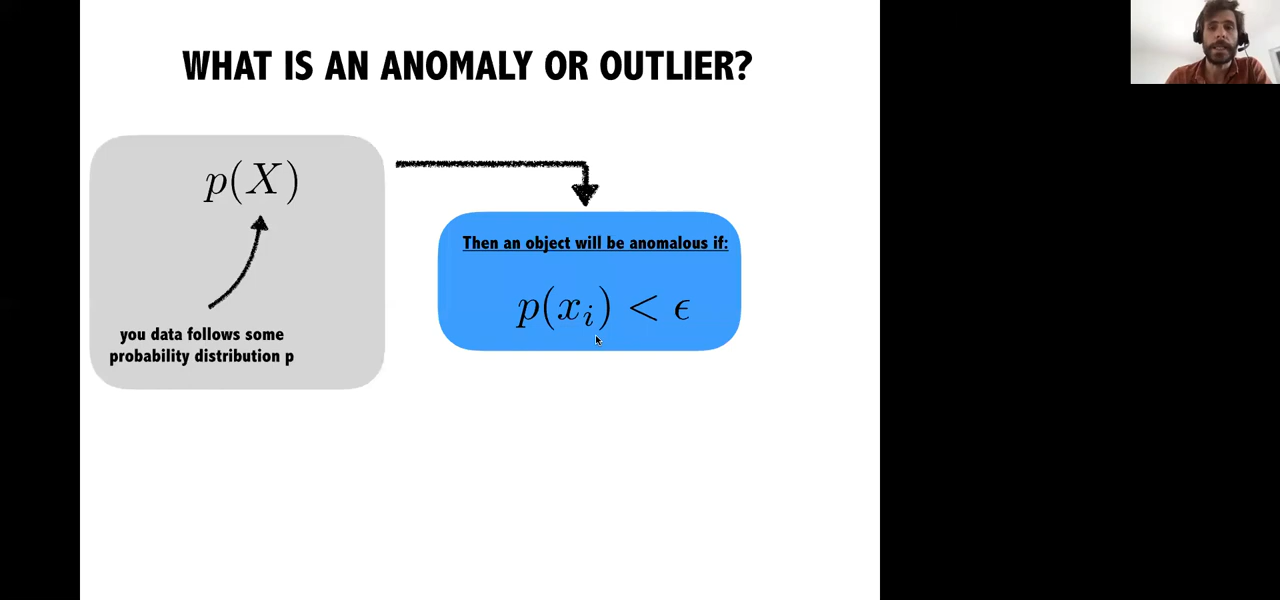 WHAT IS AN ANOMALY OR OUTLIER?
p(X)
you data follows some
probability distribution p
Then an object will be anomalous if:
p(x_i) < ϵ